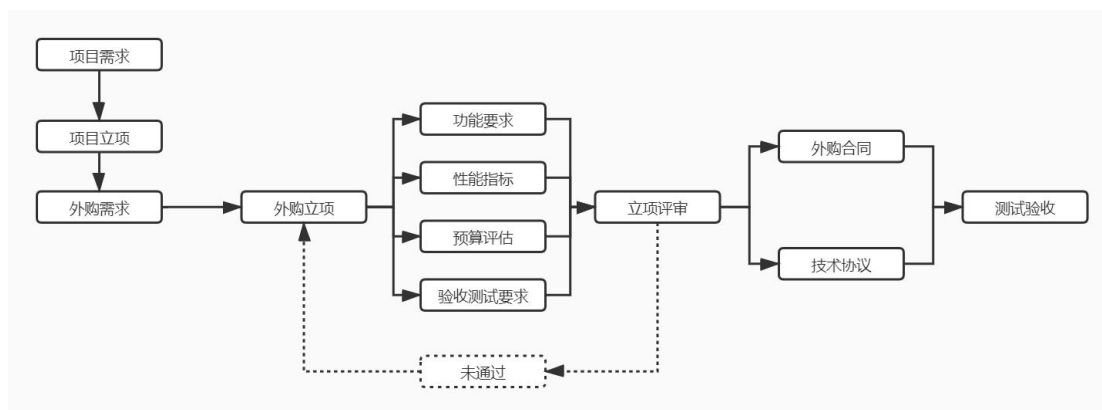 项目需求
项目立项
外购需求
外购立项
功能要求
性能指标
预算评估
验收测试要求
未通过
立项评审
外购合同
技术协议
测试验收